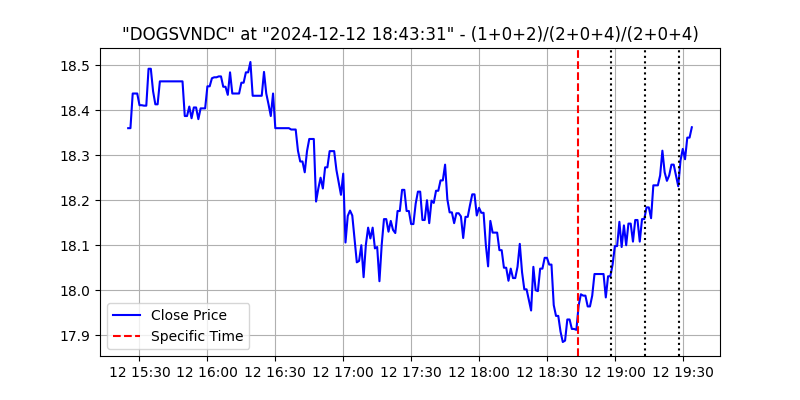 "DOGSVNDC" at "2024-12-12 18:43:31" - (1+0+2)/(2+0+4)/(2+0+4)
18.5
18.4
18.3
18.2
18.1
18.0
17.9
Close Price
Specific Time
12 15:30 12 16:00 12 16:30 12 17:00 12 17:30 12 18:00 12 18:30 12 19:00 12 19:30